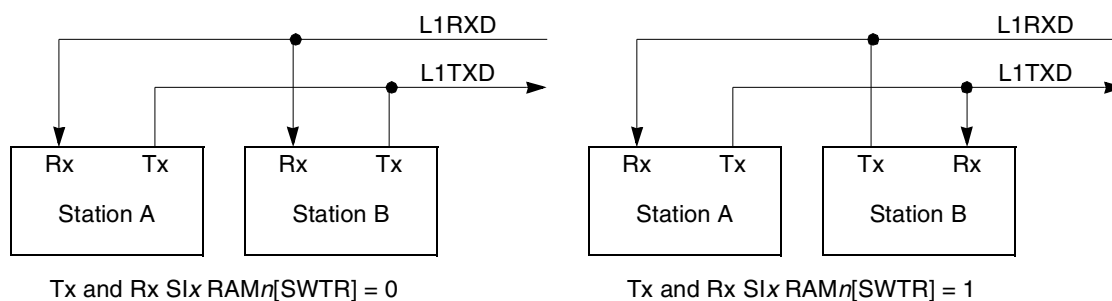 L1RXD
L1TXD
Rx Tx Rx Tx
Station A Station B
Tx and Rx SIx RAMn[SWTR] = 0
L1RXD
L1TXD
Rx Tx Tx Rx
Station A Station B
Tx and Rx SIx RAMn[SWTR] = 1